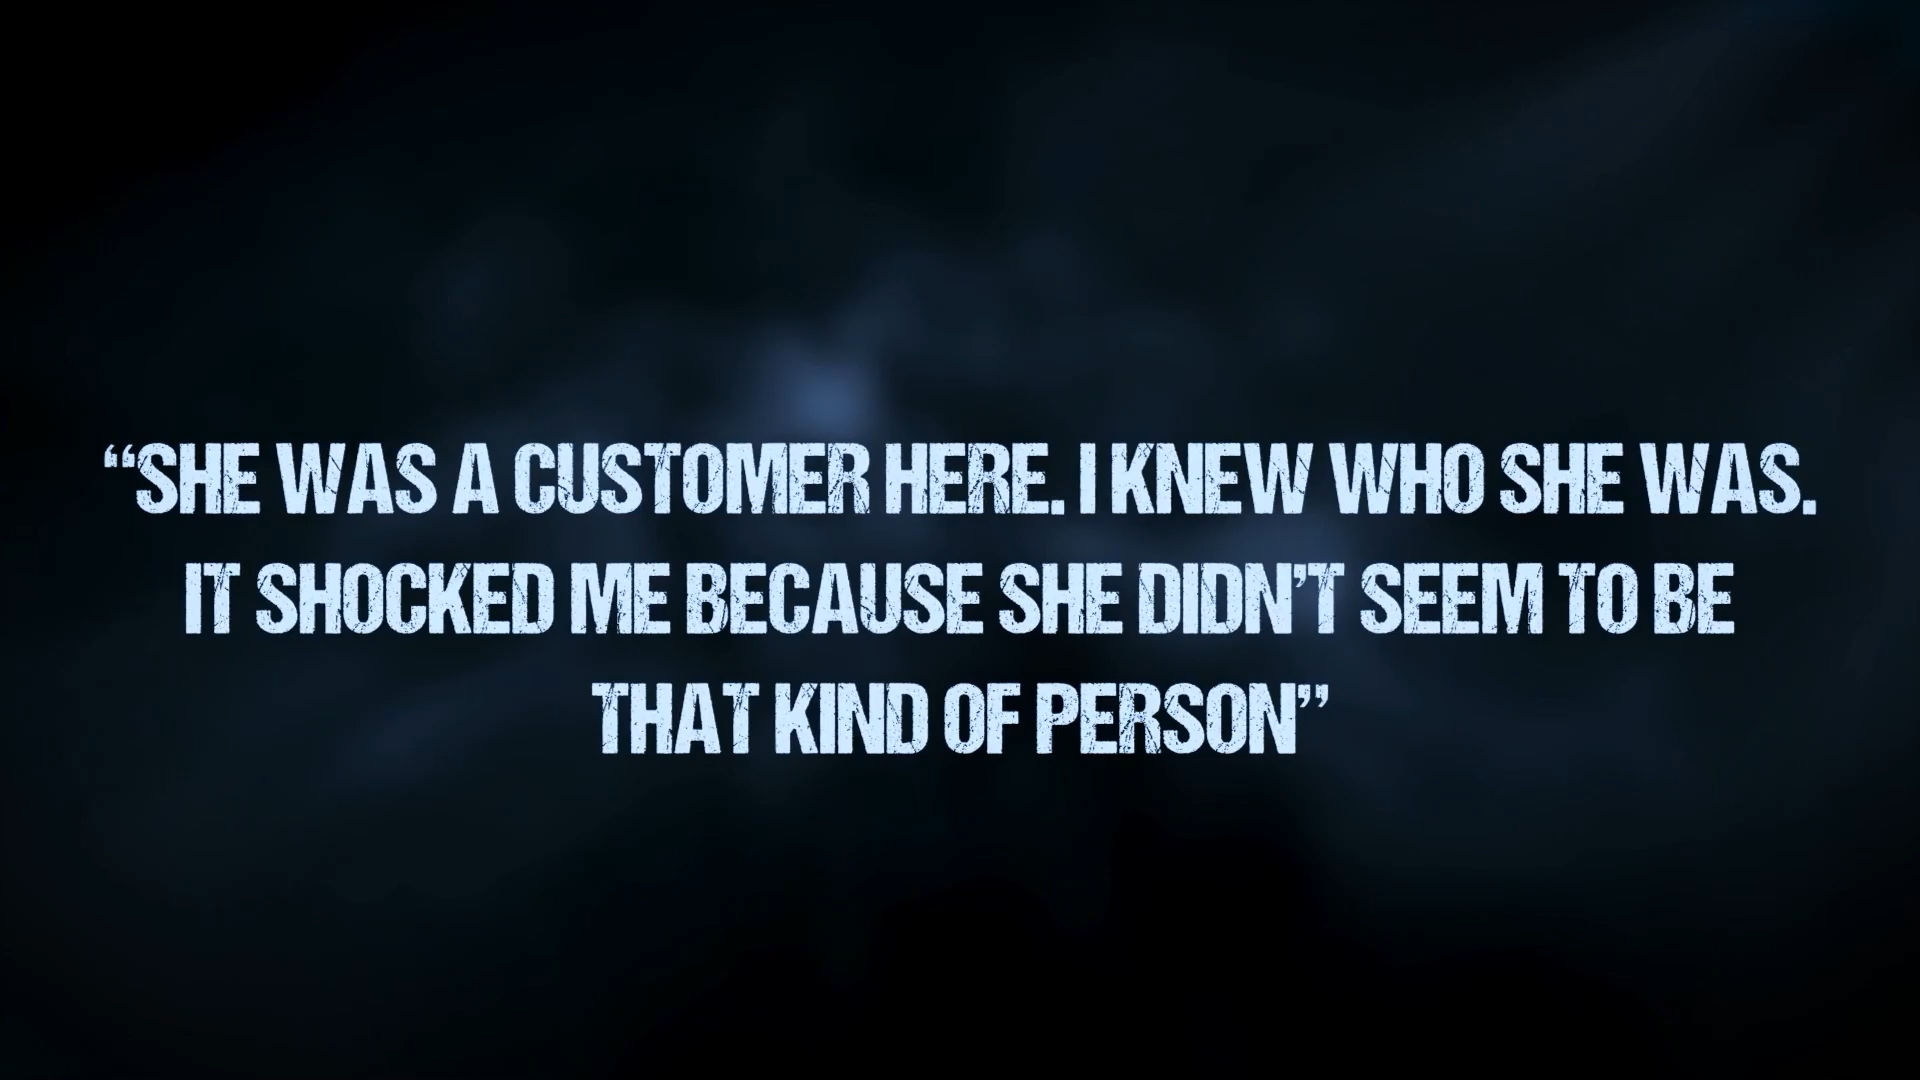 “SHE WAS A CUSTOMER HERE. I KNEW WHO SHE WAS.
IT SHOCKED ME BECAUSE SHE DIDN’T SEEM TO BE
THAT KIND OF PERSON”